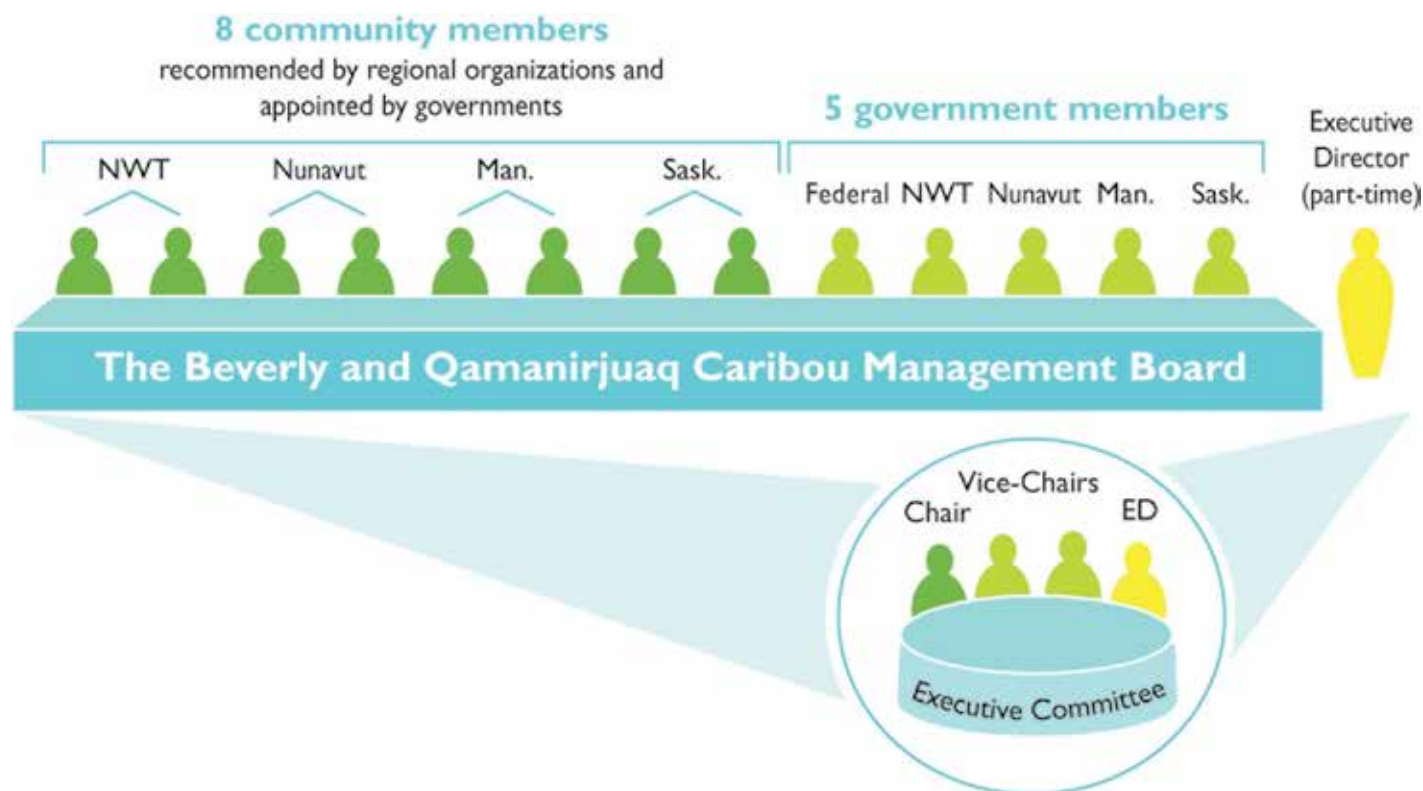 8 community members
recommended by regional organizations and
appointed by governments
NWT Nunavut Man. Sask.
5 government members
Federal NWT Nunavut Man. Sask.
Executive
Director
(part-time)
The Beverly and Qamanirjuaq Caribou Management Board
Vice-Chairs
Chair ED
Executive Committee